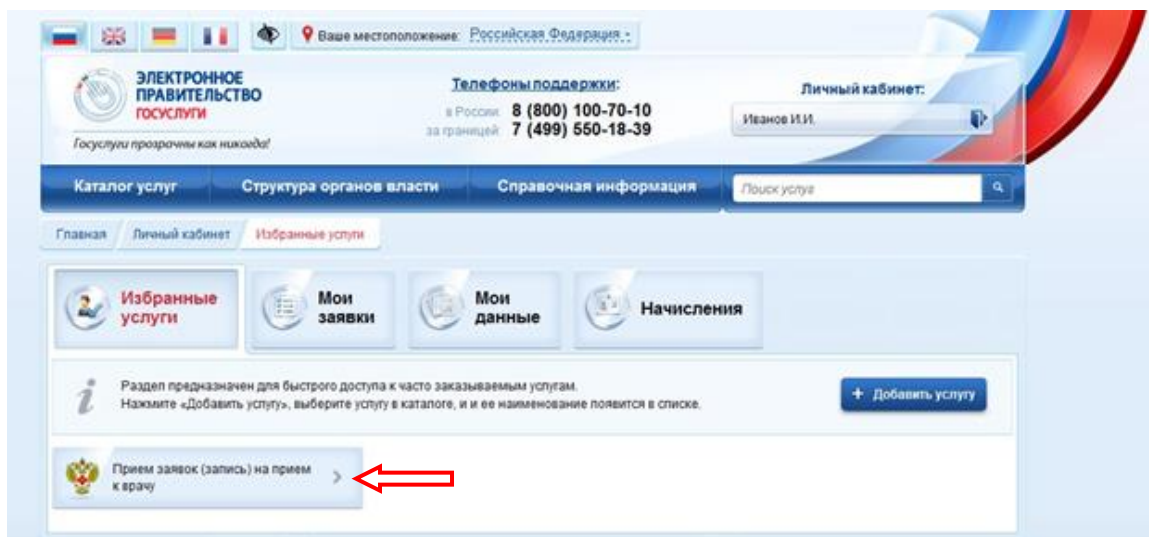 Ваше местоположение: Российская Федерация
ЭЛЕКТРОННОЕ
ПРАВИТЕЛЬСТВО
ГОСУСЛУГИ
Госуслуги прозрачны как никогда!
Телефоны поддержки:
в России: 8 (800) 100-70-10
за границей: 7 (499) 550-18-39
Личный кабинет:
Иванов И.И.
Каталог услуг Структура органов власти Справочная информация Поиск услуг
Главная Личный кабинет Избранные услуги
Избранные
услуги
Мои
заявки
Мои
данные
Начисления
Раздел предназначен для быстрого доступа к часто заказываемым услугам.
Нажмите «Добавить услугу», выберите услугу в каталоге, и и ее наименование появится в списке.
+ Добавить услугу
Прием заявок (запись) на прием
к врачу